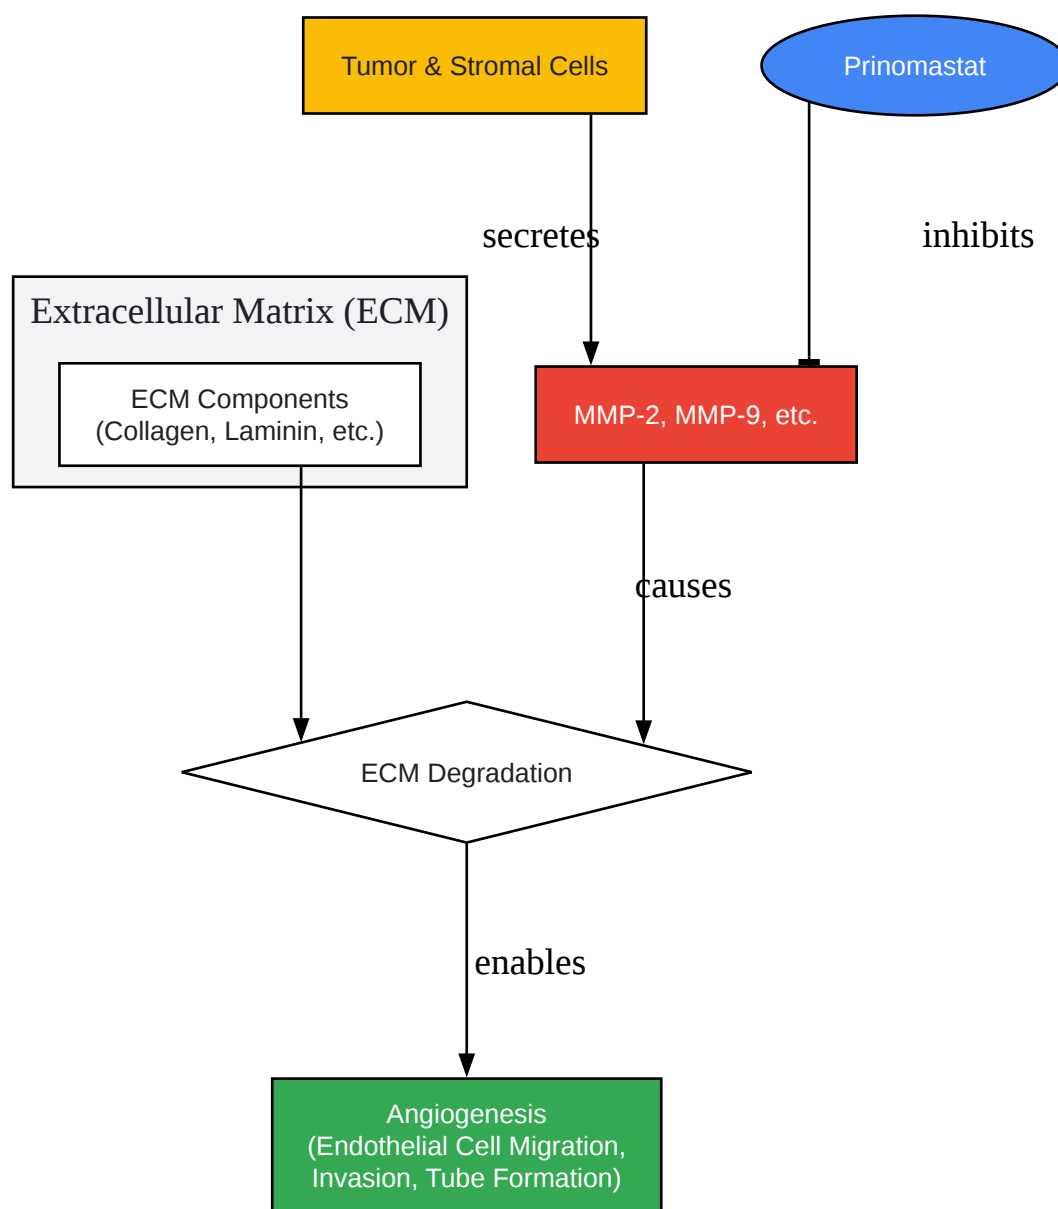 Tumor & Stromal Cells
Prinomastat
secretes
inhibits
Extracellular Matrix (ECM)
ECM Components
(Collagen, Laminin, etc.)
MMP-2, MMP-9, etc.
causes
ECM Degradation
enables
Angiogenesis
(Endothelial Cell Migration,
Invasion, Tube Formation)